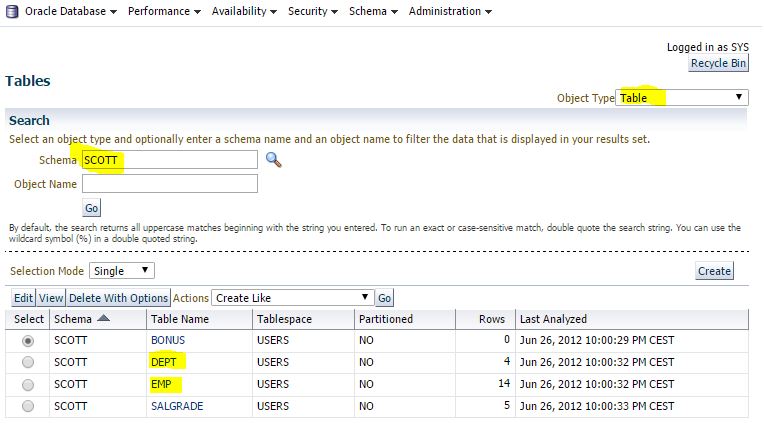 Oracle Database Performance Availability Security Schema Administration
Logged in as SYS
Recycle Bin
Tables
Object Type Table
Search
Select an object type and optionally enter a schema name and an object name to filter the data that is displayed in your results set.
Schema SCOTT
Object Name
Go
By default, the search returns all uppercase matches beginning with the string you entered. To run an exact or case-sensitive match, double quote the search string. You can use the
wildcard symbol (%) in a double quoted string.
Selection Mode Single Create
Edit View Delete With Options Actions Create Like Go
Select Schema Table Name Tablespace Partitioned Rows Last Analyzed
SCOTT BONUS USERS NO 0 Jun 26, 2012 10:00:29 PM CEST
SCOTT DEPT USERS NO 4 Jun 26, 2012 10:00:32 PM CEST
SCOTT EMP USERS NO 14 Jun 26, 2012 10:00:32 PM CEST
SCOTT SALGRADE USERS NO 5 Jun 26, 2012 10:00:33 PM CEST